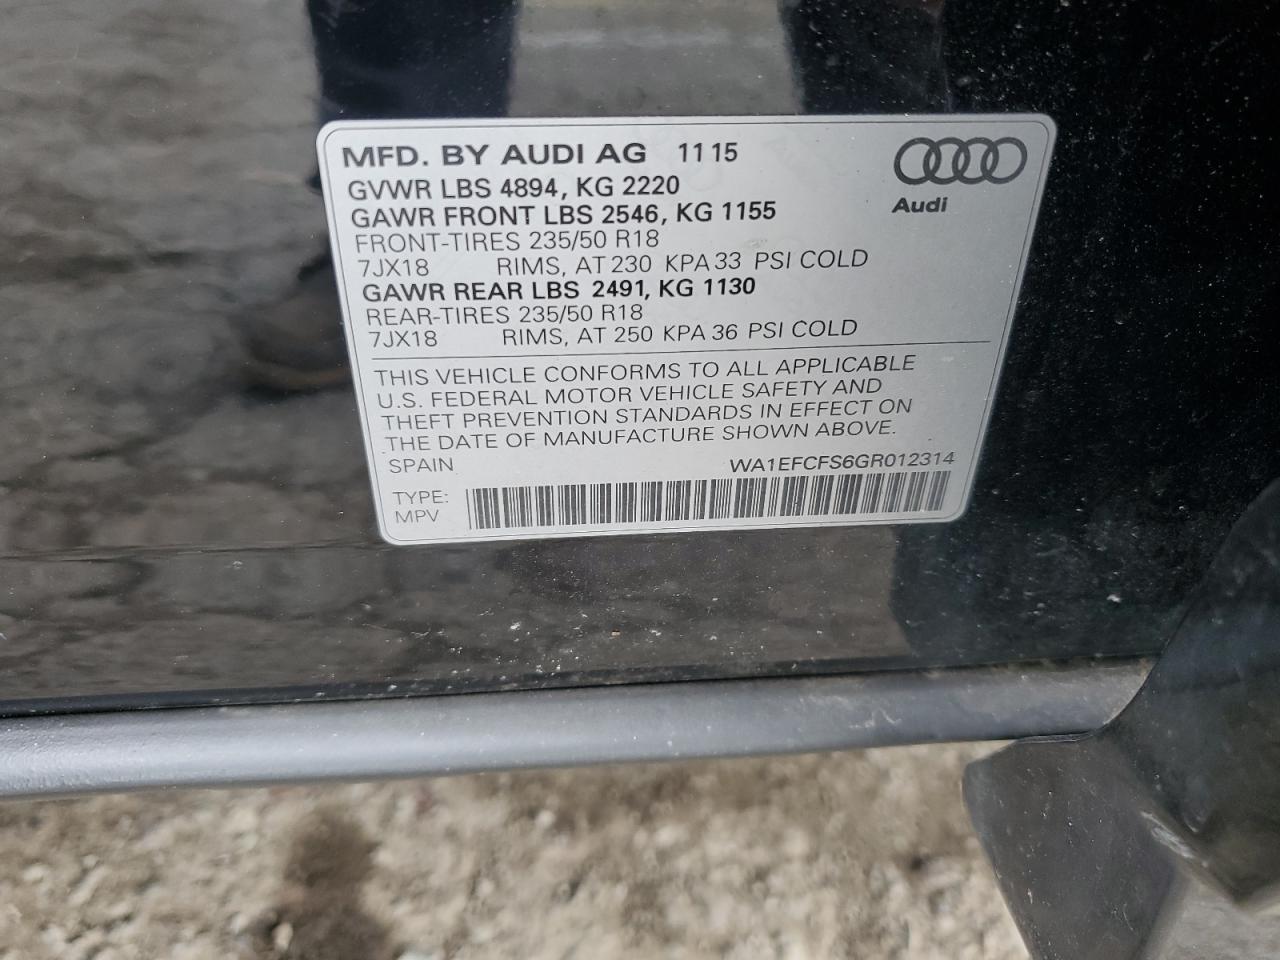 MFD. BY AUDI AG 11 15
GVWR LBS 4894, KG 2220
GAWR FRONT LBS 2546, KG 1155
FRONT-TIRES 235/50 R18
7JX18 RIMS, AT 230 KPA 33 PSI COLD
GAWR REAR LBS 2491, KG 1130
REAR-TIRES 235/50 R18
7JX18 RIMS, AT 250 KPA 36 PSI COLD
Audi
THIS VEHICLE CONFORMS TO ALL APPLICABLE
U.S. FEDERAL MOTOR VEHICLE SAFETY AND
THEFT PREVENTION STANDARDS IN EFFECT ON
THE DATE OF MANUFACTURE SHOWN ABOVE.
SPAIN WA1EFCFS6GR012314
TYPE:
MPV